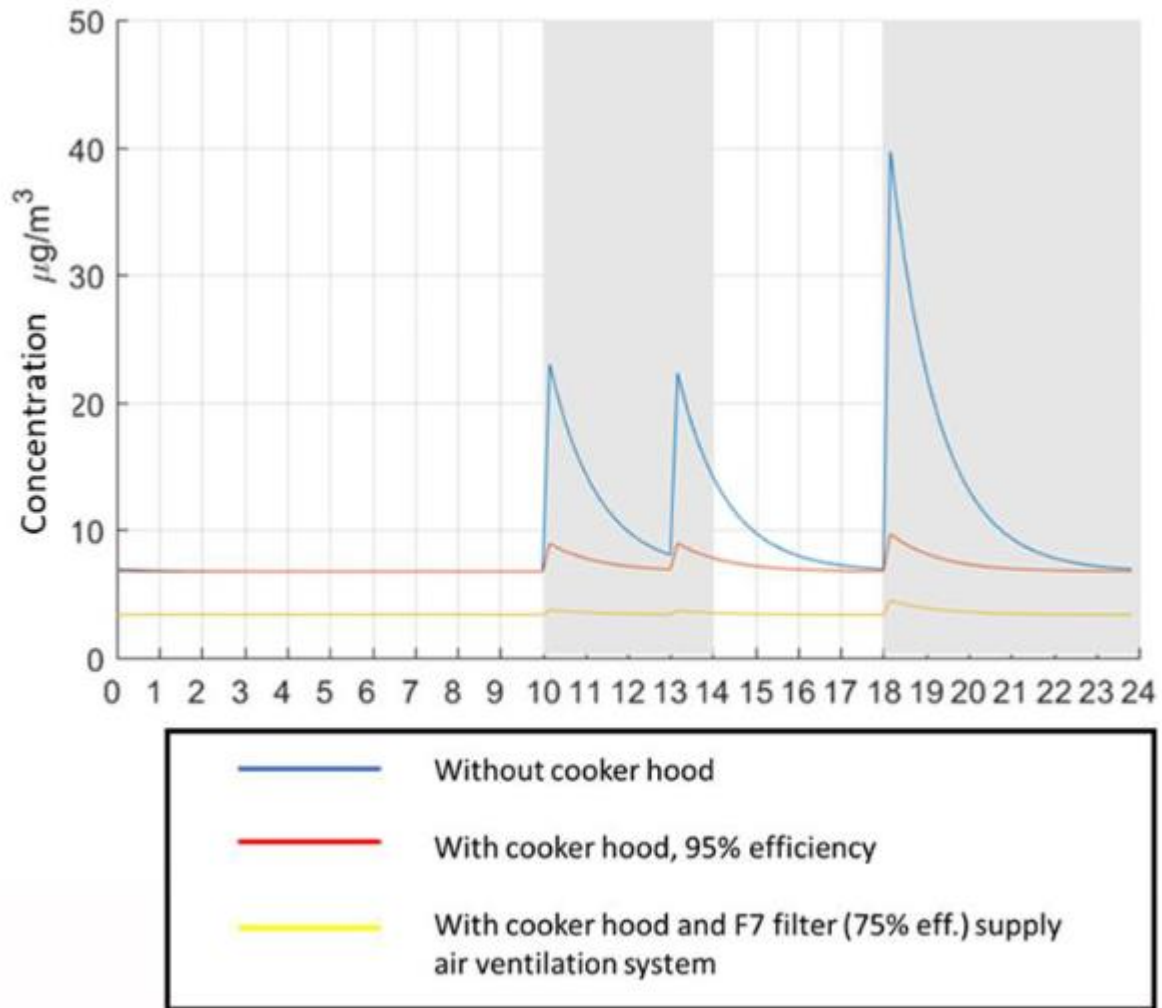 50
40
30
20
10
0
Concentration µg/m³
0 1 2 3 4 5 6 7 8 9 10 11 12 13 14 15 16 17 18 19 20 21 22 23 24
Without cooker hood
With cooker hood, 95% efficiency
With cooker hood and F7 filter (75% eff.) supply
air ventilation system